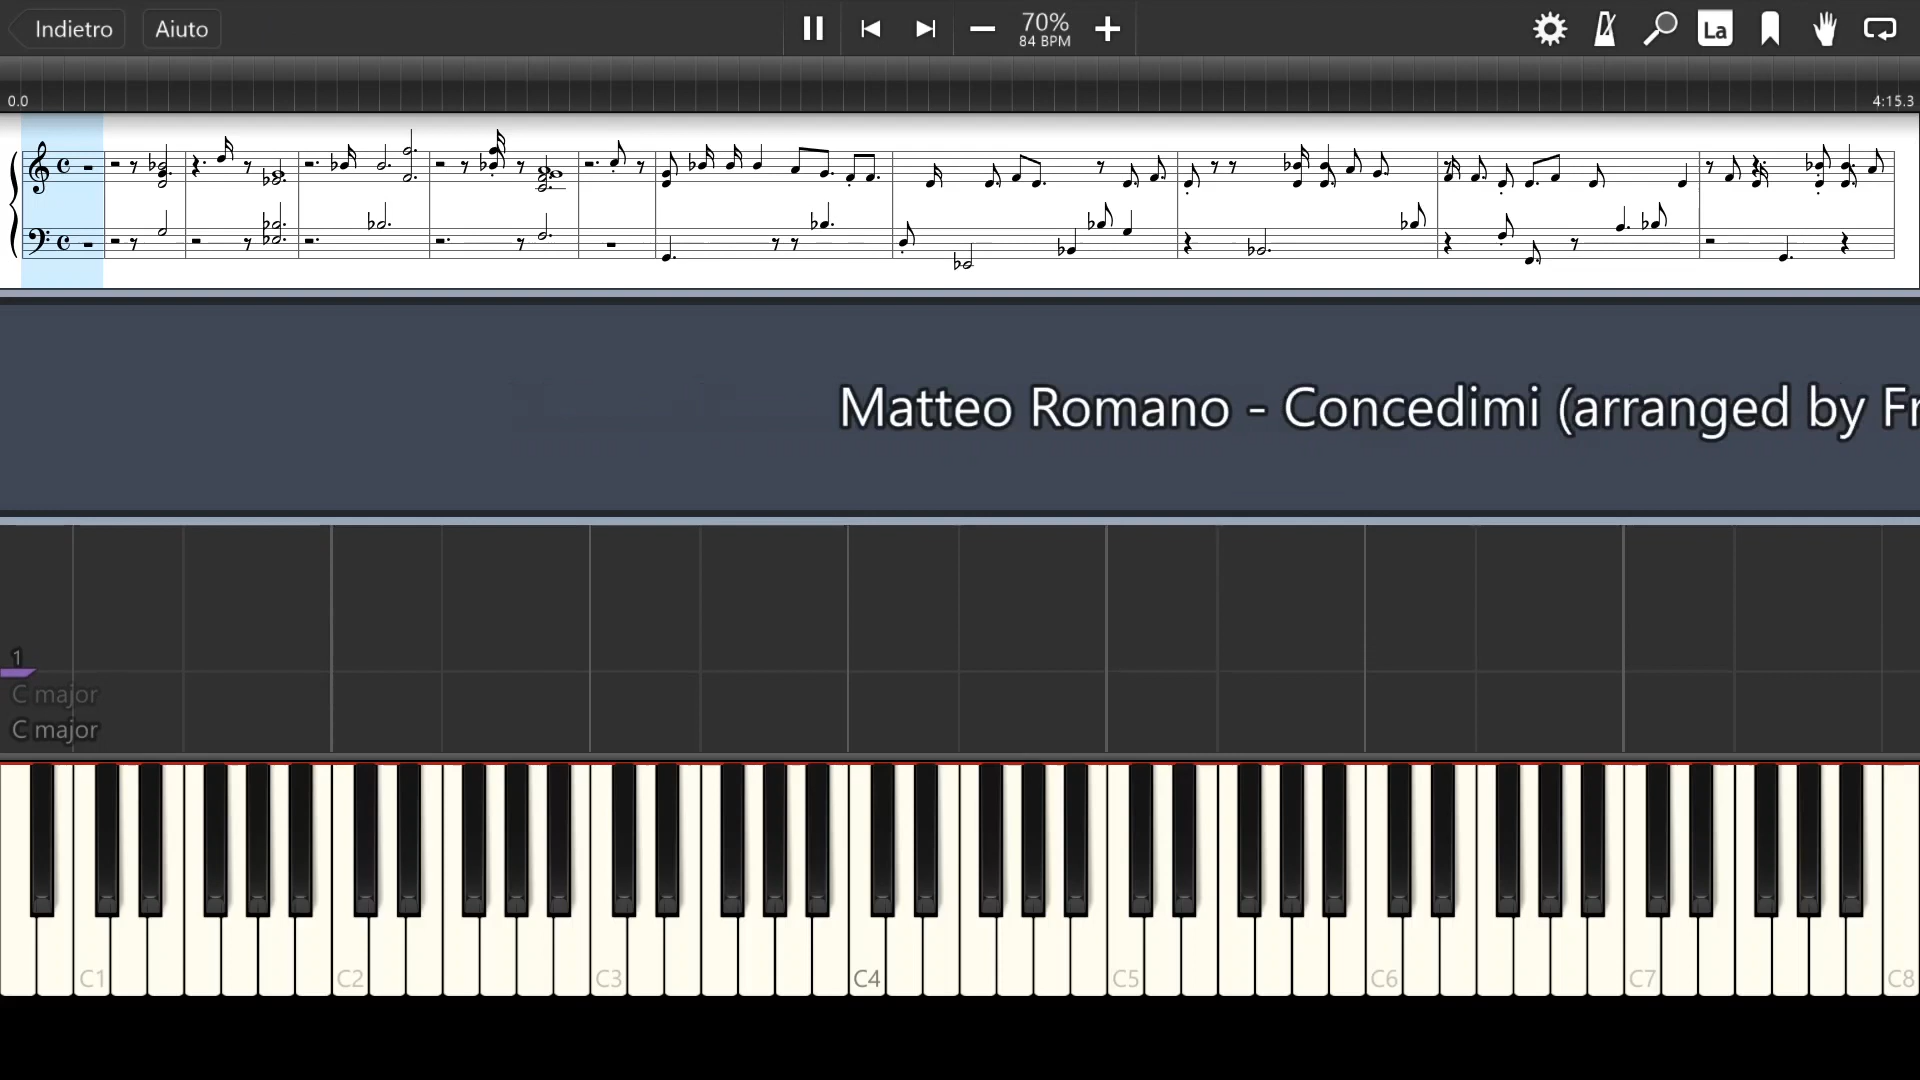 Indietro
Aiuto
70%
84 BPM
La
0.0
4:15.3
Matteo Romano - Concedimi (arranged by Fr
1
C major
C major
C1
C2
C3
C4
C5
C6
C7
C8